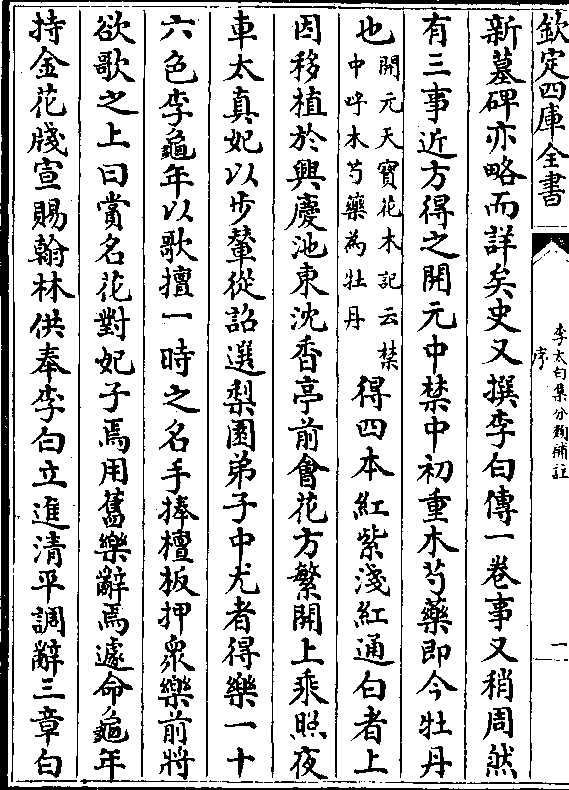 欽定四庫全書
李太白集分類補註
序
一
新墓碑亦略而詳矣史又撰李白傳一卷事又稍周然
有三事近方得之開元中禁中初重木芍藥即今牡丹
也
開元天寶花木記云禁
中呼木芍藥為牡丹
得四本紅紫淺紅通白者上
因移植於興慶池東沈香亭前會花方繁開上乘照夜
車太真妃以步輦從詔選梨園弟子中尤者得樂一十
六色李龜年以歌擅一時之名手捧檀板押衆樂前將
欲歌之上曰賞名花對妃子焉用舊樂辭焉遽命龜年
持金花牋宣賜翰林供奉李白立進清平調辭三章白